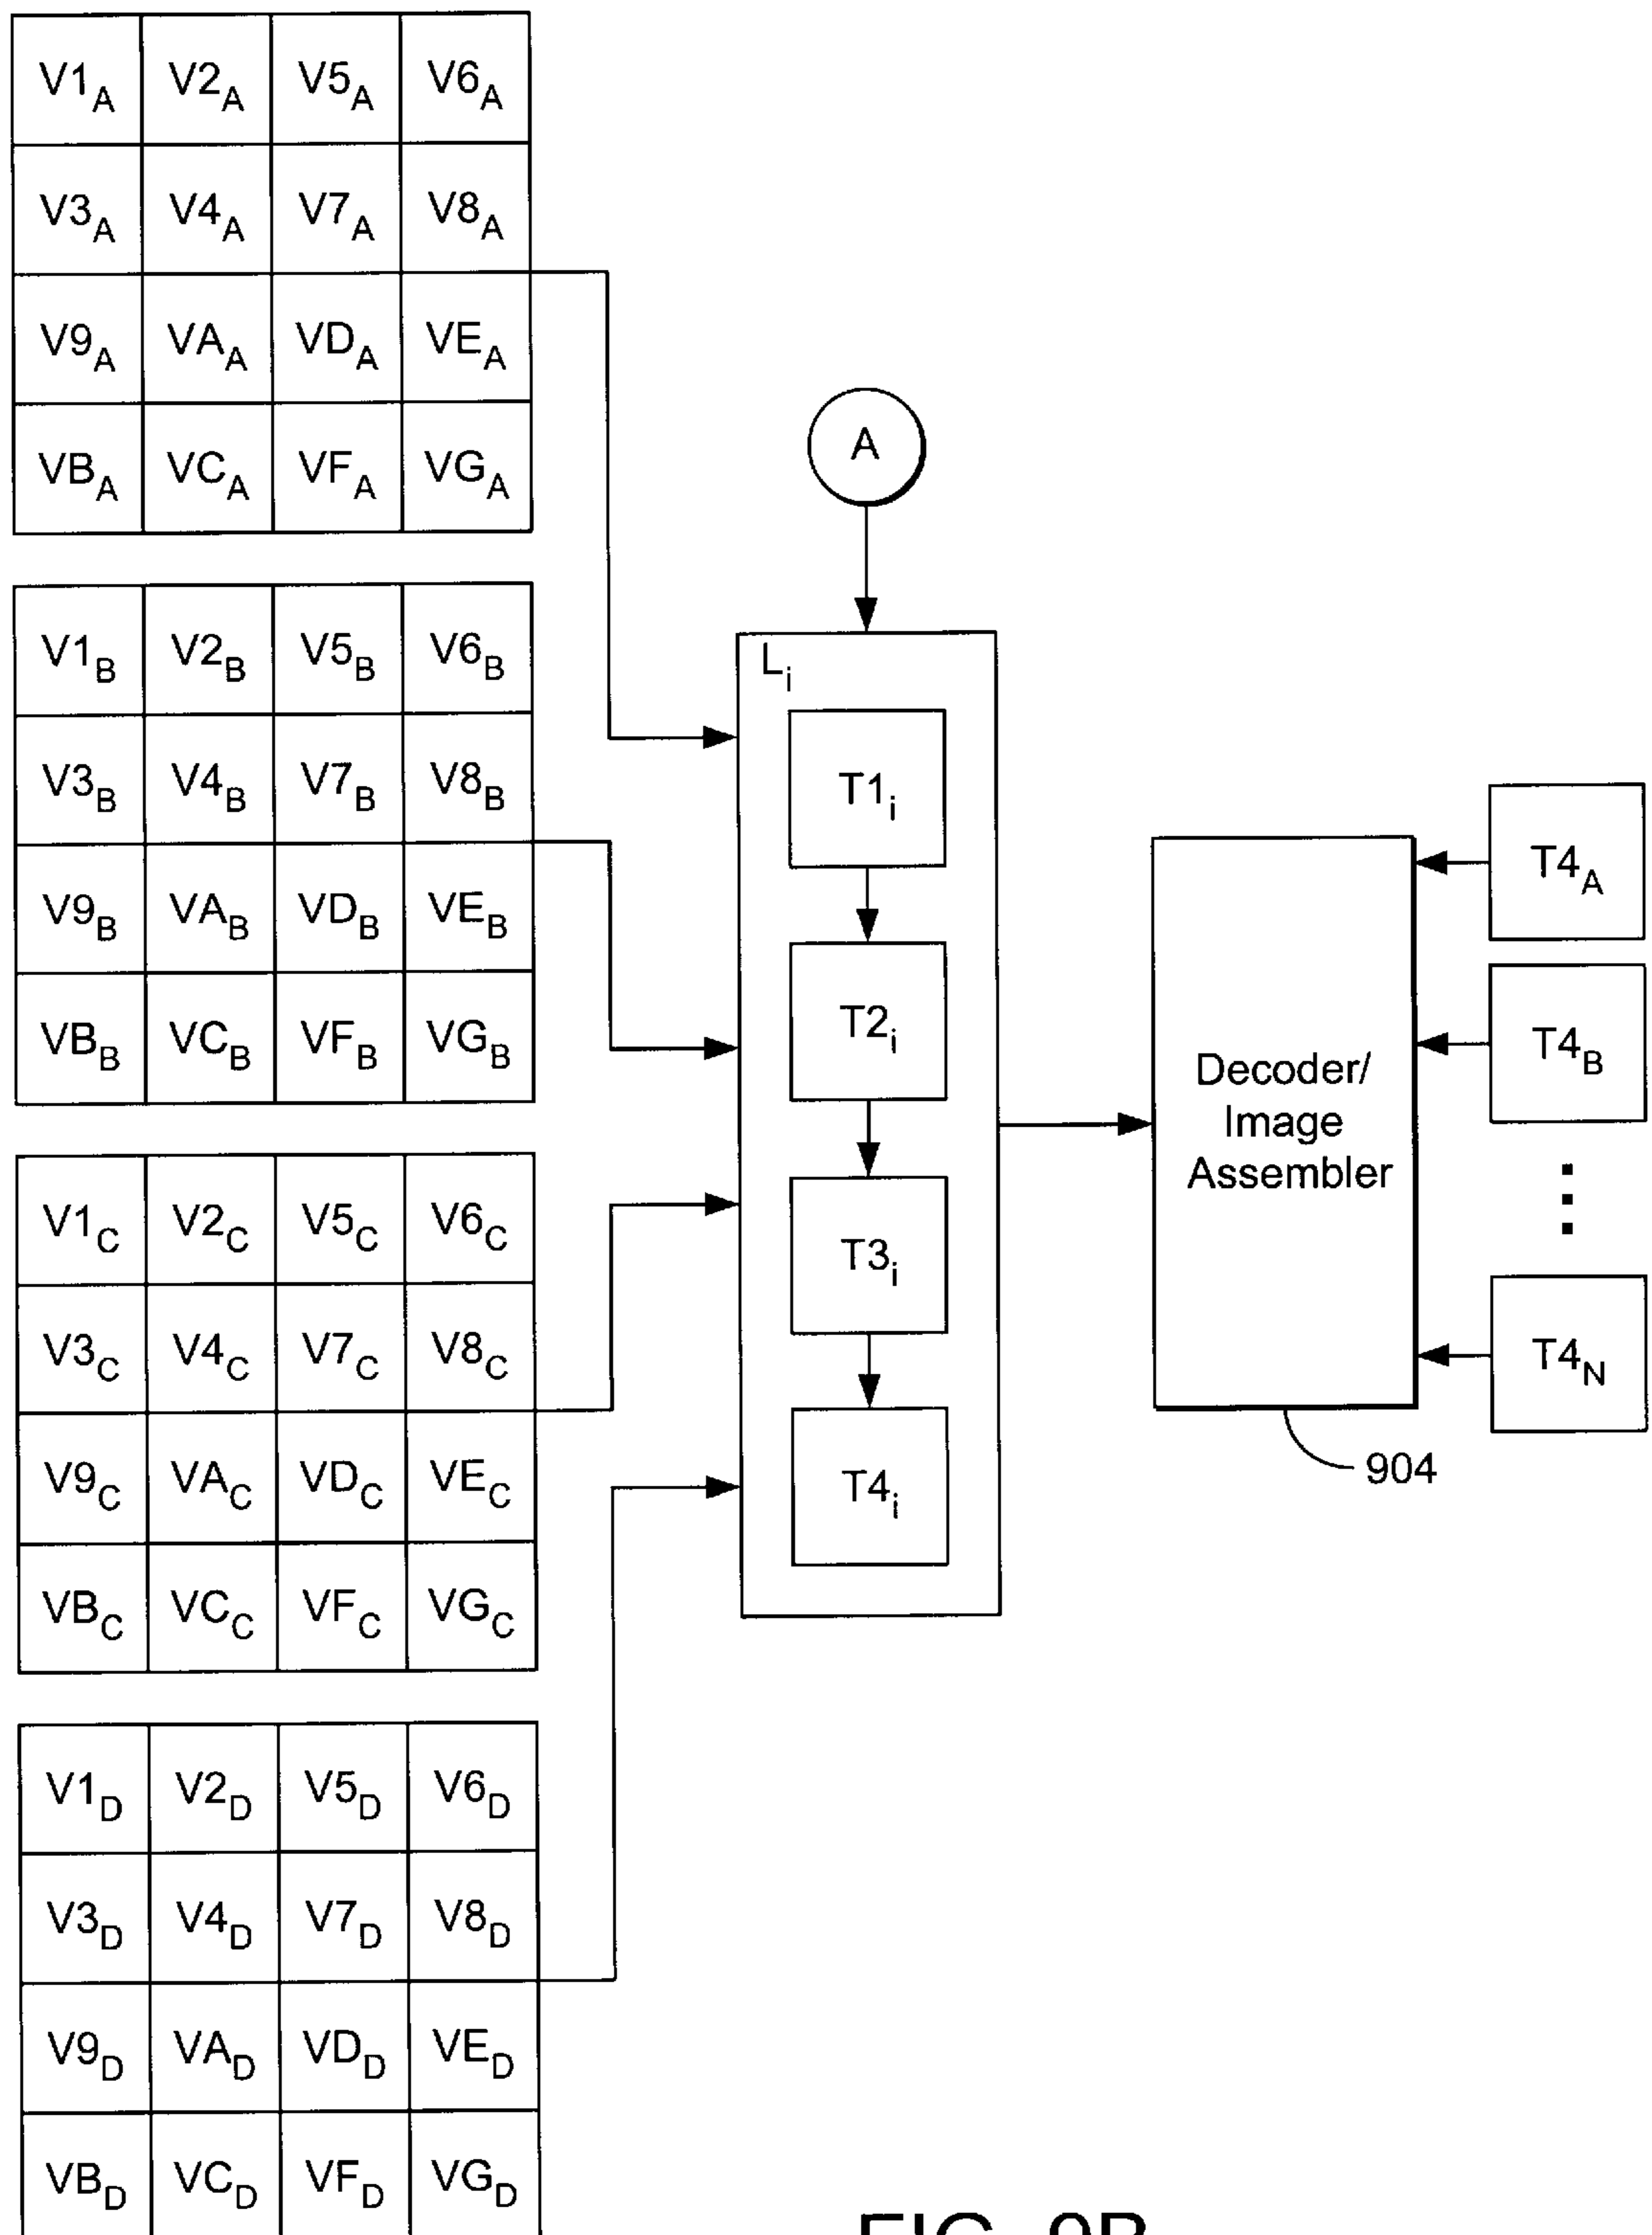 V1A V2A V5A V6A
V3A V4A V7A V8A
V9A VAA VDA VEA
VBA VCA VFA VGA
V1B V2B V5B V6B
V3B V4B V7B V8B
V9B VAB VDB VEB
VBB VCB VFB VGB
V1C V2C V5C V6C
V3C V4C V7C V8C
V9C VAC VDC VEC
VBC VCC VFC VGC
V1D V2D V5D V6D
V3D V4D V7D V8D
V9D VAD VDD VED
VBD VCD VFD VGD
A
Li
T1i
T2i
T3i
T4i
Decoder/
Image
Assembler
904
T4A
T4B
T4N
FIG. 9B